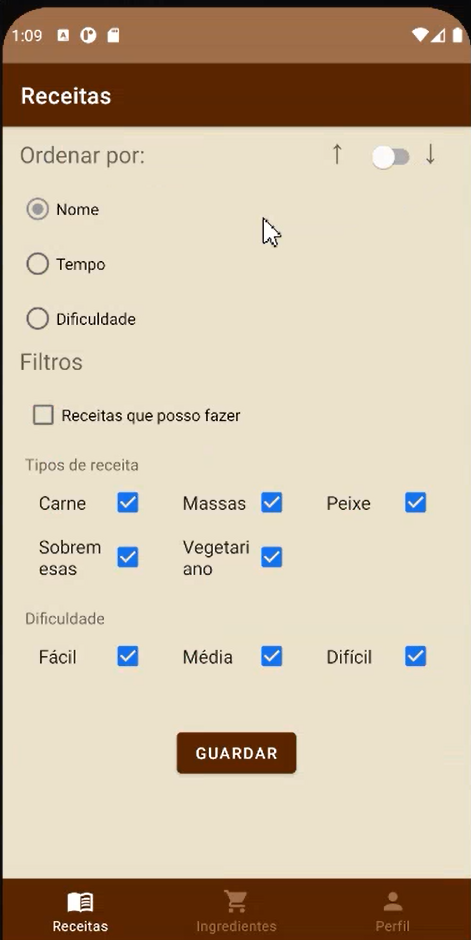 1:09
Receitas
Ordenar por: ↑ ↓
Nome
Tempo
Dificuldade
Filtros
Receitas que posso fazer
Tipos de receita
Carne Massas Peixe
Sobrem Vegetari
esas ano
Dificuldade
Fácil Média Difícil
GUARDAR
Receitas Ingredientes Perfil